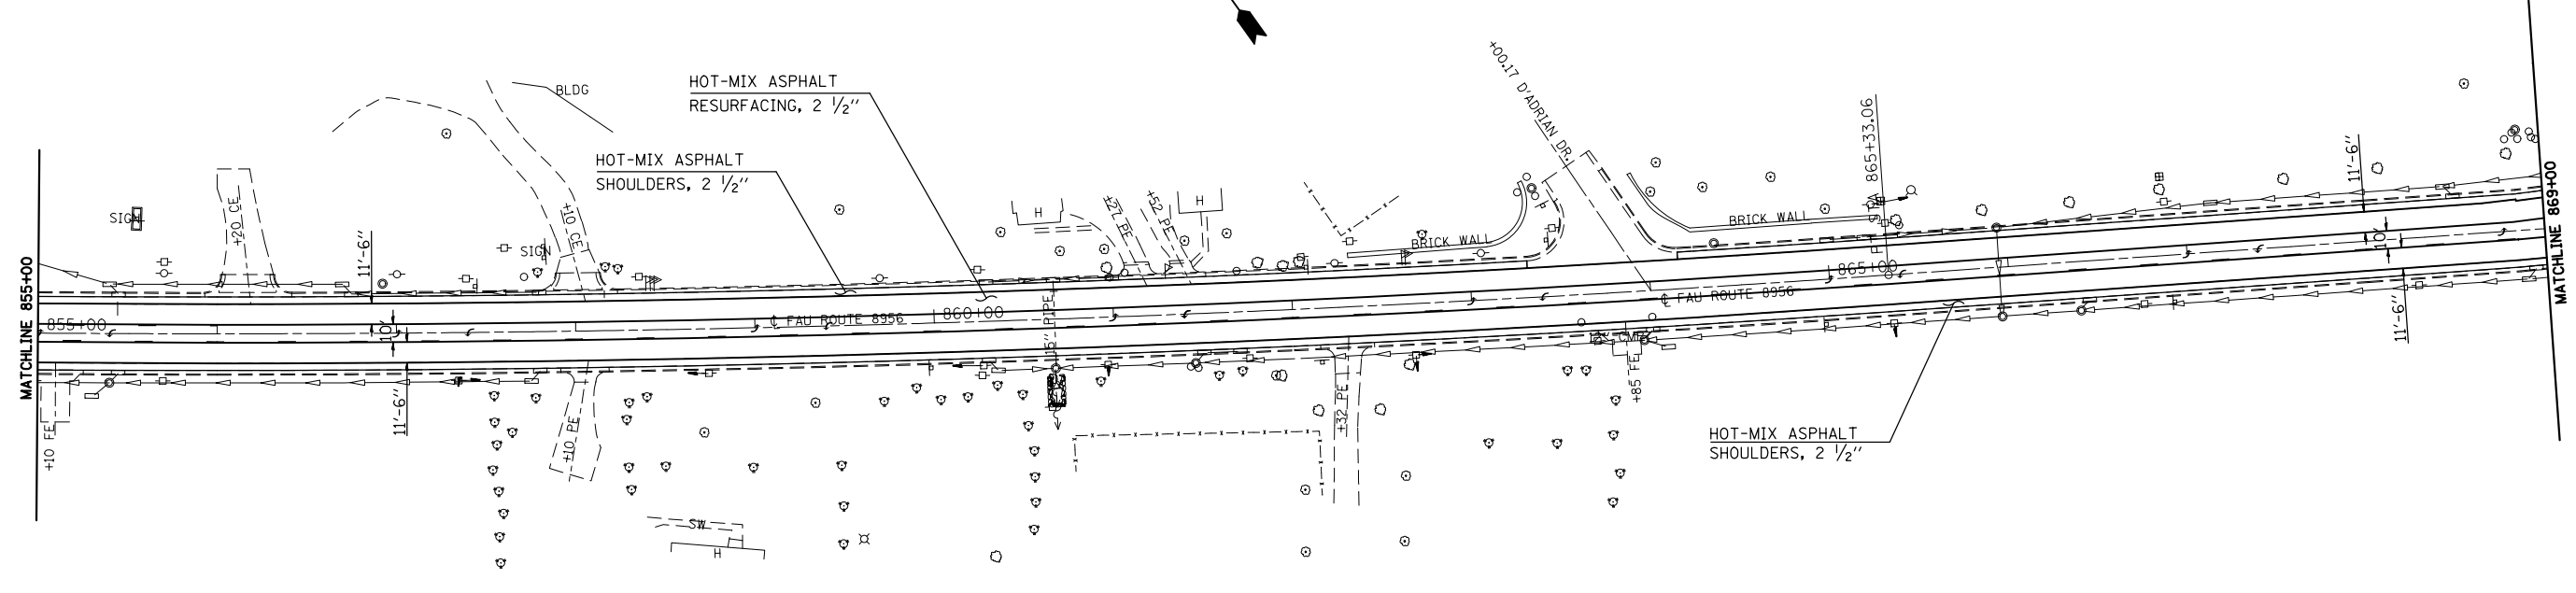 MATCHLINE 855+00
855+00
SIGN
+20 CE
11'-6"
10'
11'-6"
+10 FE
BLDG
+10 CE
SIGN
+10 PE
SW
H
HOT-MIX ASPHALT
RESURFACING, 2 1/2"
HOT-MIX ASPHALT
SHOULDERS, 2 1/2"
℄ FAU ROUTE 8956
860+00
15" PIPE
H
+27 PE
+52 PE
H
+32 PE
BRICK WALL
+00.17 D'ADRIAN DR.
BRICK WALL
STA 865+33.06
℄ FAU ROUTE 8956
865+00
+85 FE
HOT-MIX ASPHALT
SHOULDERS, 2 1/2"
11'-6"
10'
11'-6"
MATCHLINE 869+00